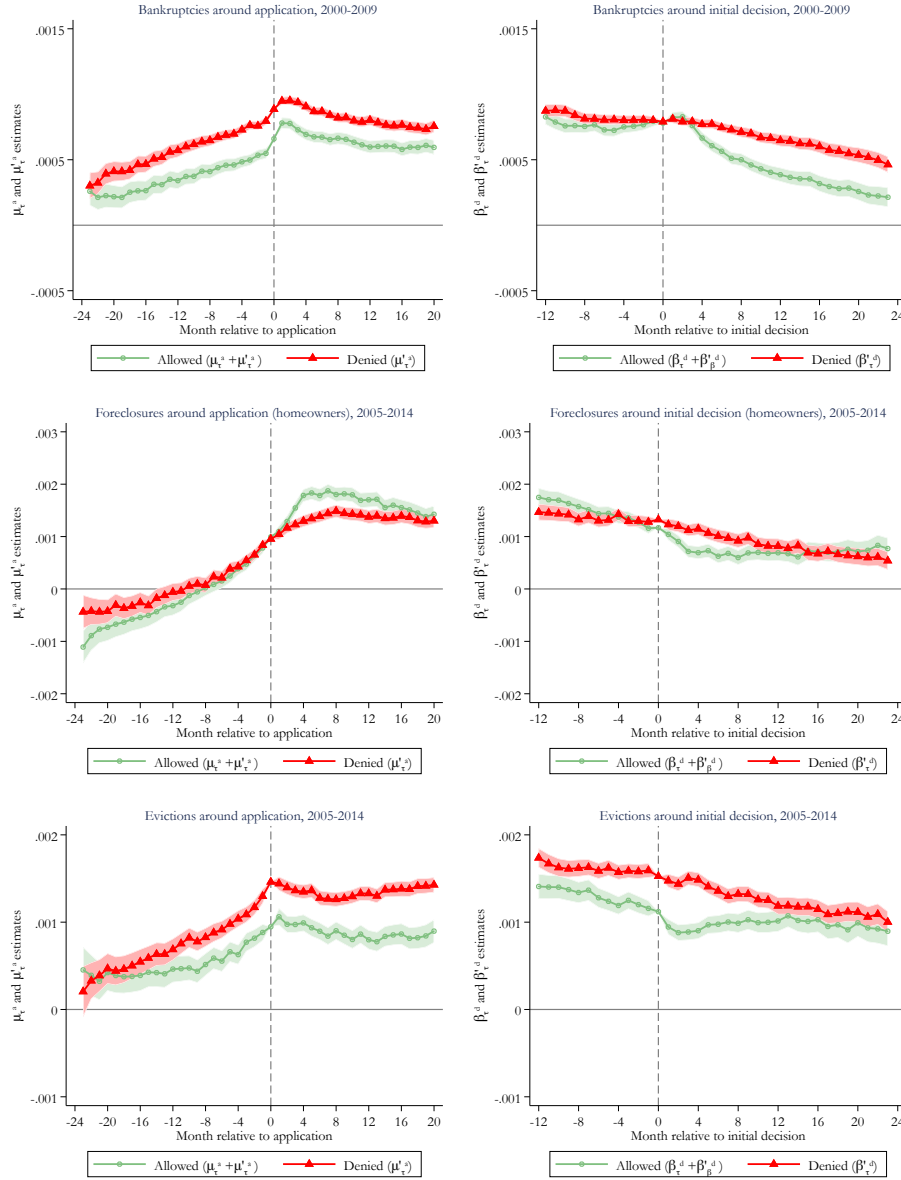 Bankruptcies around application, 2000-2009
.0015
.0005
-.0005
μτᵃ and μ'τᵃ estimates
-24 -20 -16 -12 -8 -4 0 4 8 12 16 20
Month relative to application
Allowed (μτᵃ +μ'τᵃ) Denied (μ'τᵃ)
Bankruptcies around initial decision, 2000-2009
.0015
.0005
-.0005
βτᵈ and β'τᵈ estimates
-12 -8 -4 0 4 8 12 16 20 24
Month relative to initial decision
Allowed (βτᵈ +β'ᵦᵈ) Denied (β'τᵈ)
Foreclosures around application (homeowners), 2005-2014
.003
.002
.001
0
-.001
-.002
μτᵃ and μ'τᵃ estimates
-24 -20 -16 -12 -8 -4 0 4 8 12 16 20
Month relative to application
Allowed (μτᵃ +μ'τᵃ) Denied (μ'τᵃ)
Foreclosures around initial decision (homeowners), 2005-2014
.003
.002
.001
0
-.001
-.002
βτᵈ and β'τᵈ estimates
-12 -8 -4 0 4 8 12 16 20 24
Month relative to initial decision
Allowed (βτᵈ +β'ᵦᵈ) Denied (β'τᵈ)
Evictions around application, 2005-2014
.002
.001
0
-.001
μτᵃ and μ'τᵃ estimates
-24 -20 -16 -12 -8 -4 0 4 8 12 16 20
Month relative to application
Allowed (μτᵃ +μ'τᵃ) Denied (μ'τᵃ)
Evictions around initial decision, 2005-2014
.002
.001
0
-.001
βτᵈ and β'τᵈ estimates
-12 -8 -4 0 4 8 12 16 20 24
Month relative to initial decision
Allowed (βτᵈ +β'ᵦᵈ) Denied (β'τᵈ)